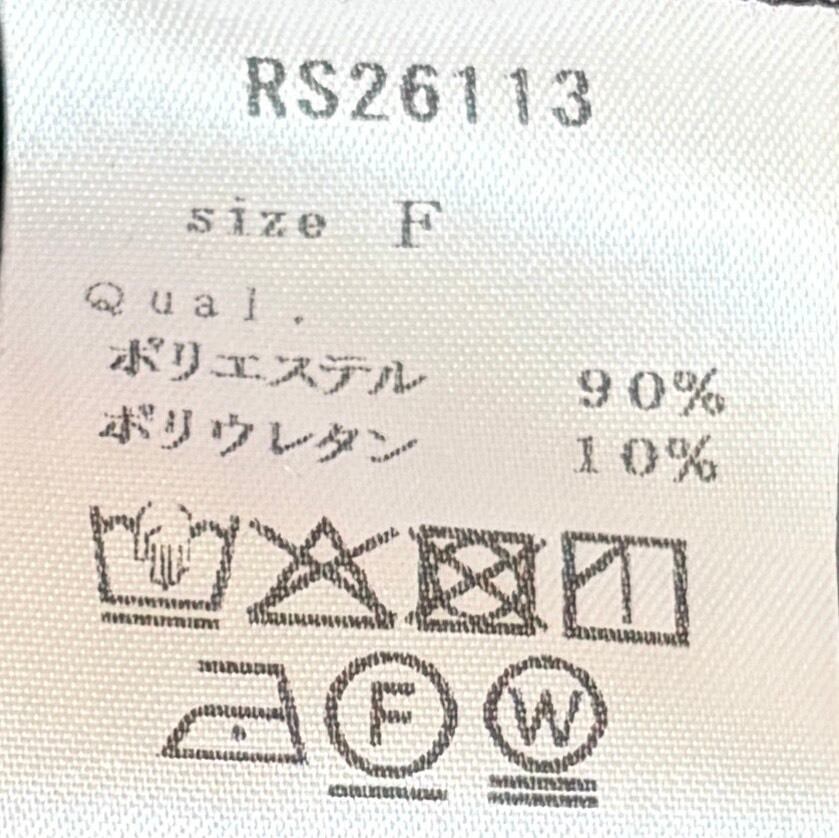 RS26113
size F
Qual.
ポリエステル 90%
ポリウレタン 10%
F W